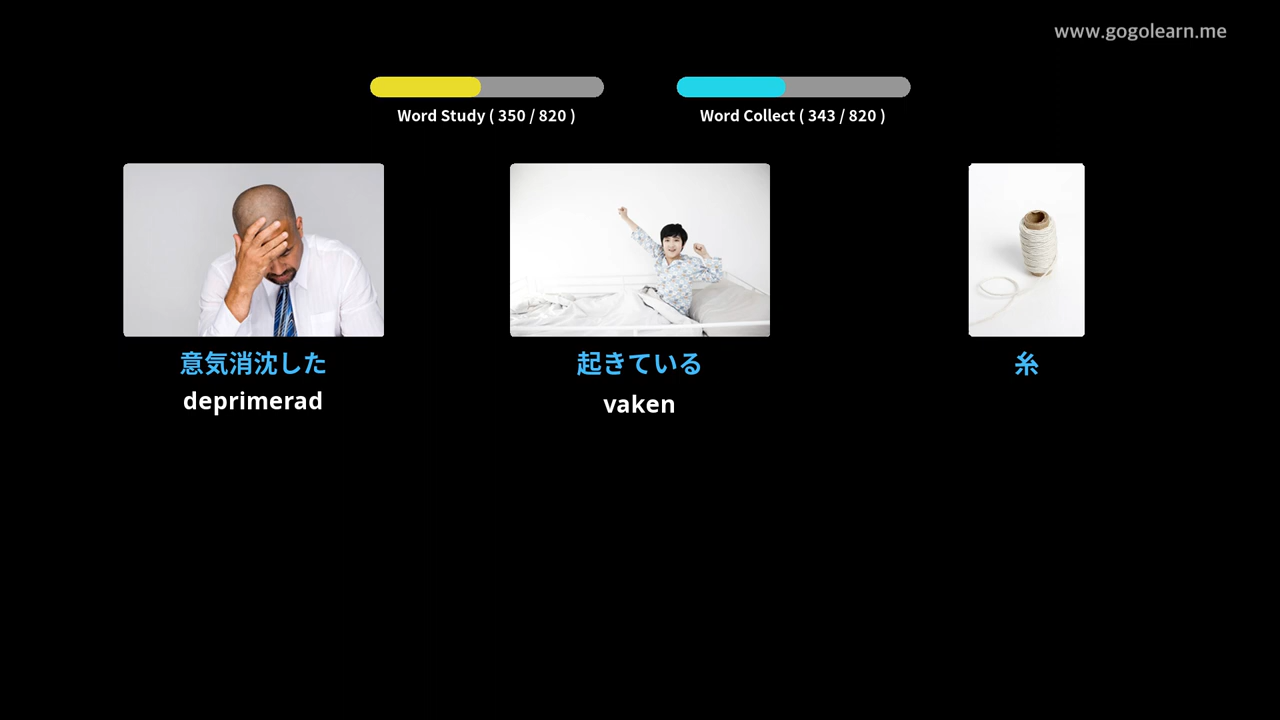 www.gogolearn.me
Word Study ( 350 / 820 )
Word Collect ( 343 / 820 )
意気消沈した
deprimerad
起きている
vaken
糸